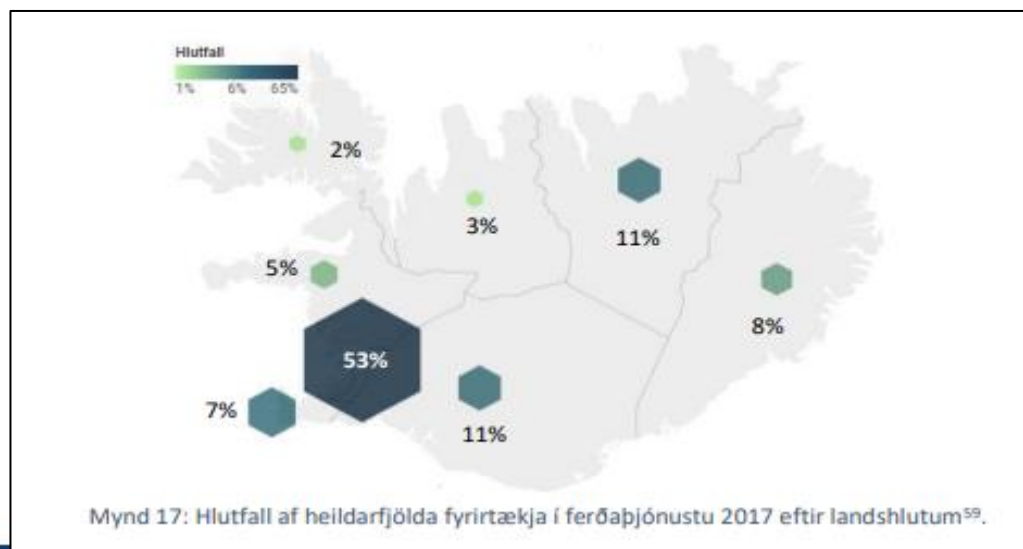 Hlutfall
1% 6% 65%
2%
3%
11%
5%
8%
53%
7%
11%
Mynd 17: Hlutfall af heildarfjölda fyrirtækja í ferðaþjónustu 2017 eftir landshlutum⁵⁹.